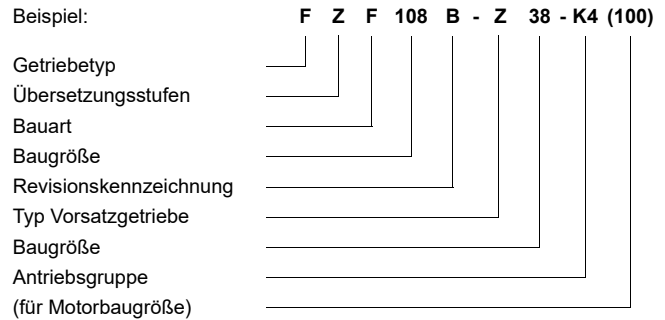 Beispiel: F Z F 108 B - Z 38 - K4 (100)
Getriebetyp
Übersetzungsstufen
Bauart
Baugröße
Revisionskennzeichnung
Typ Vorsatzgetriebe
Baugröße
Antriebsgruppe
(für Motorbaugröße)